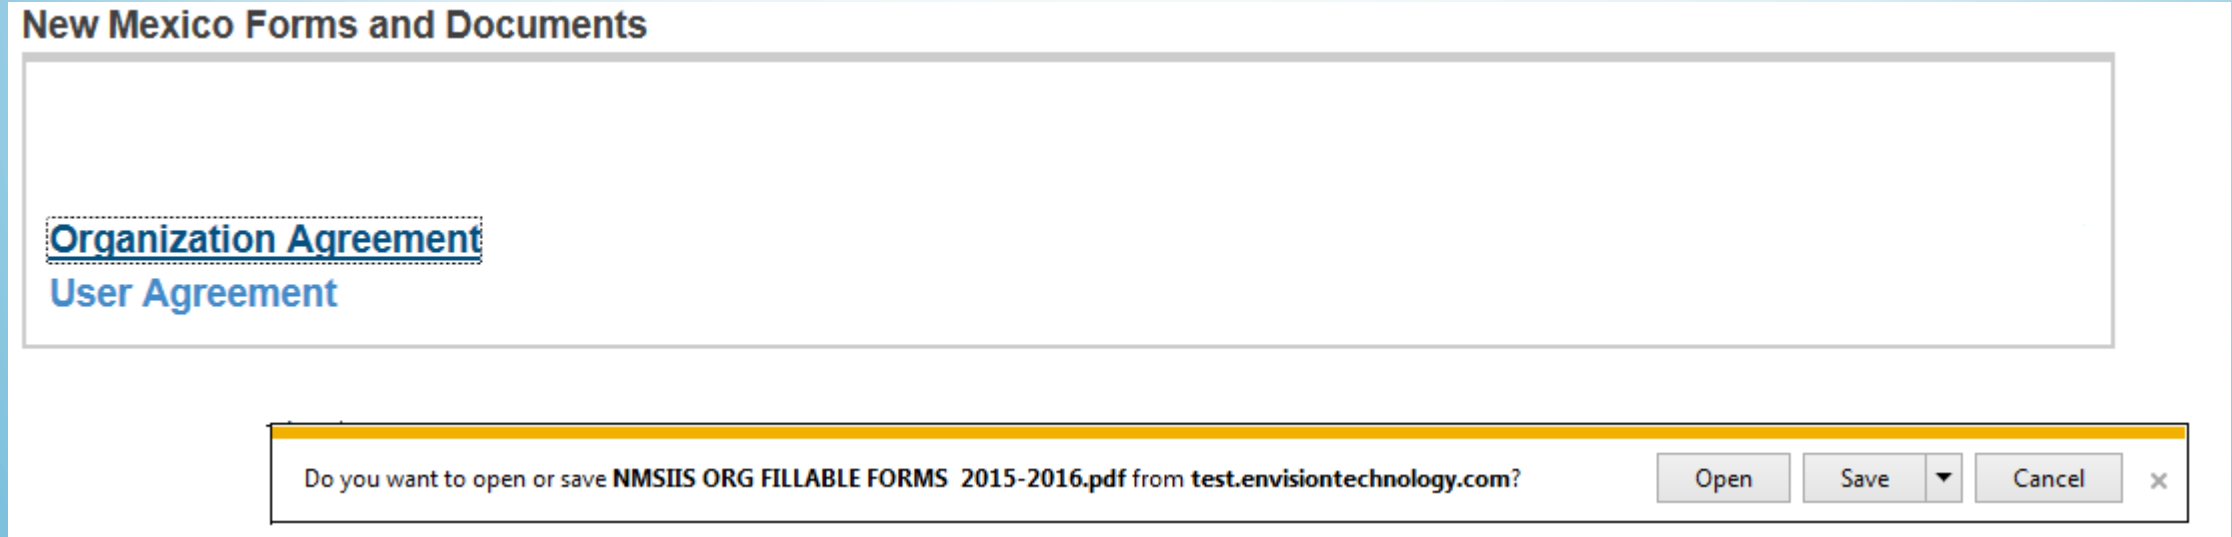 New Mexico Forms and Documents
Organization Agreement
User Agreement
Do you want to open or save NMSIIS ORG FILLABLE FORMS  2015-2016.pdf from test.envisiontechnology.com? Open Save Cancel ×